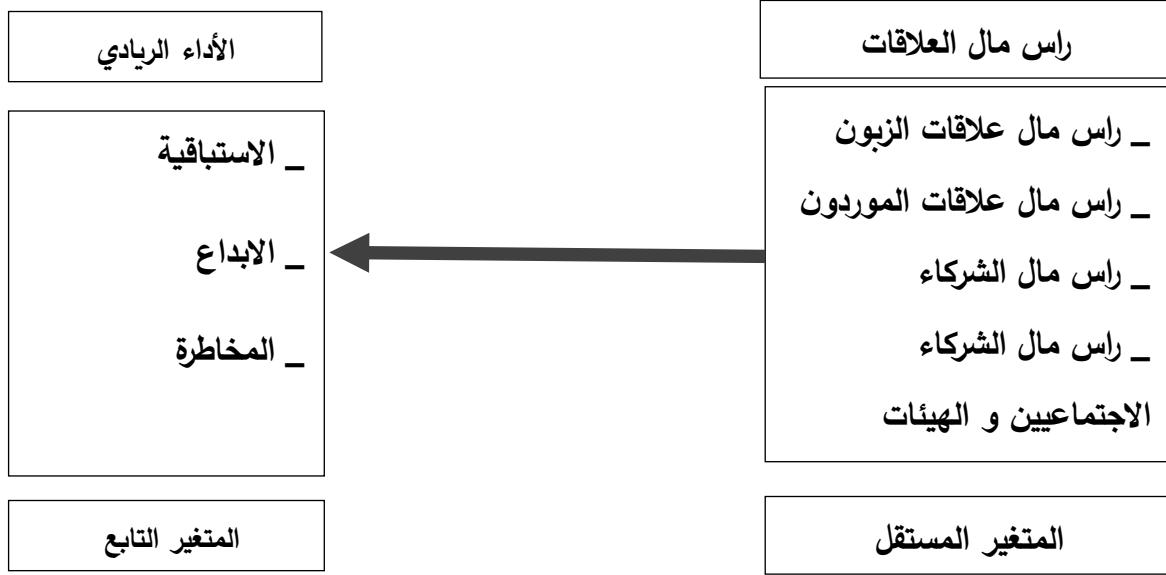 راس مال العلاقات
_ راس مال علاقات الزبون
_ راس مال علاقات الموردون
_ راس مال الشركاء
_ راس مال الشركاء
الاجتماعيين و الهيئات
المتغير المستقل
الأداء الريادي
_ الاستباقية
_ الابداع
_ المخاطرة
المتغير التابع